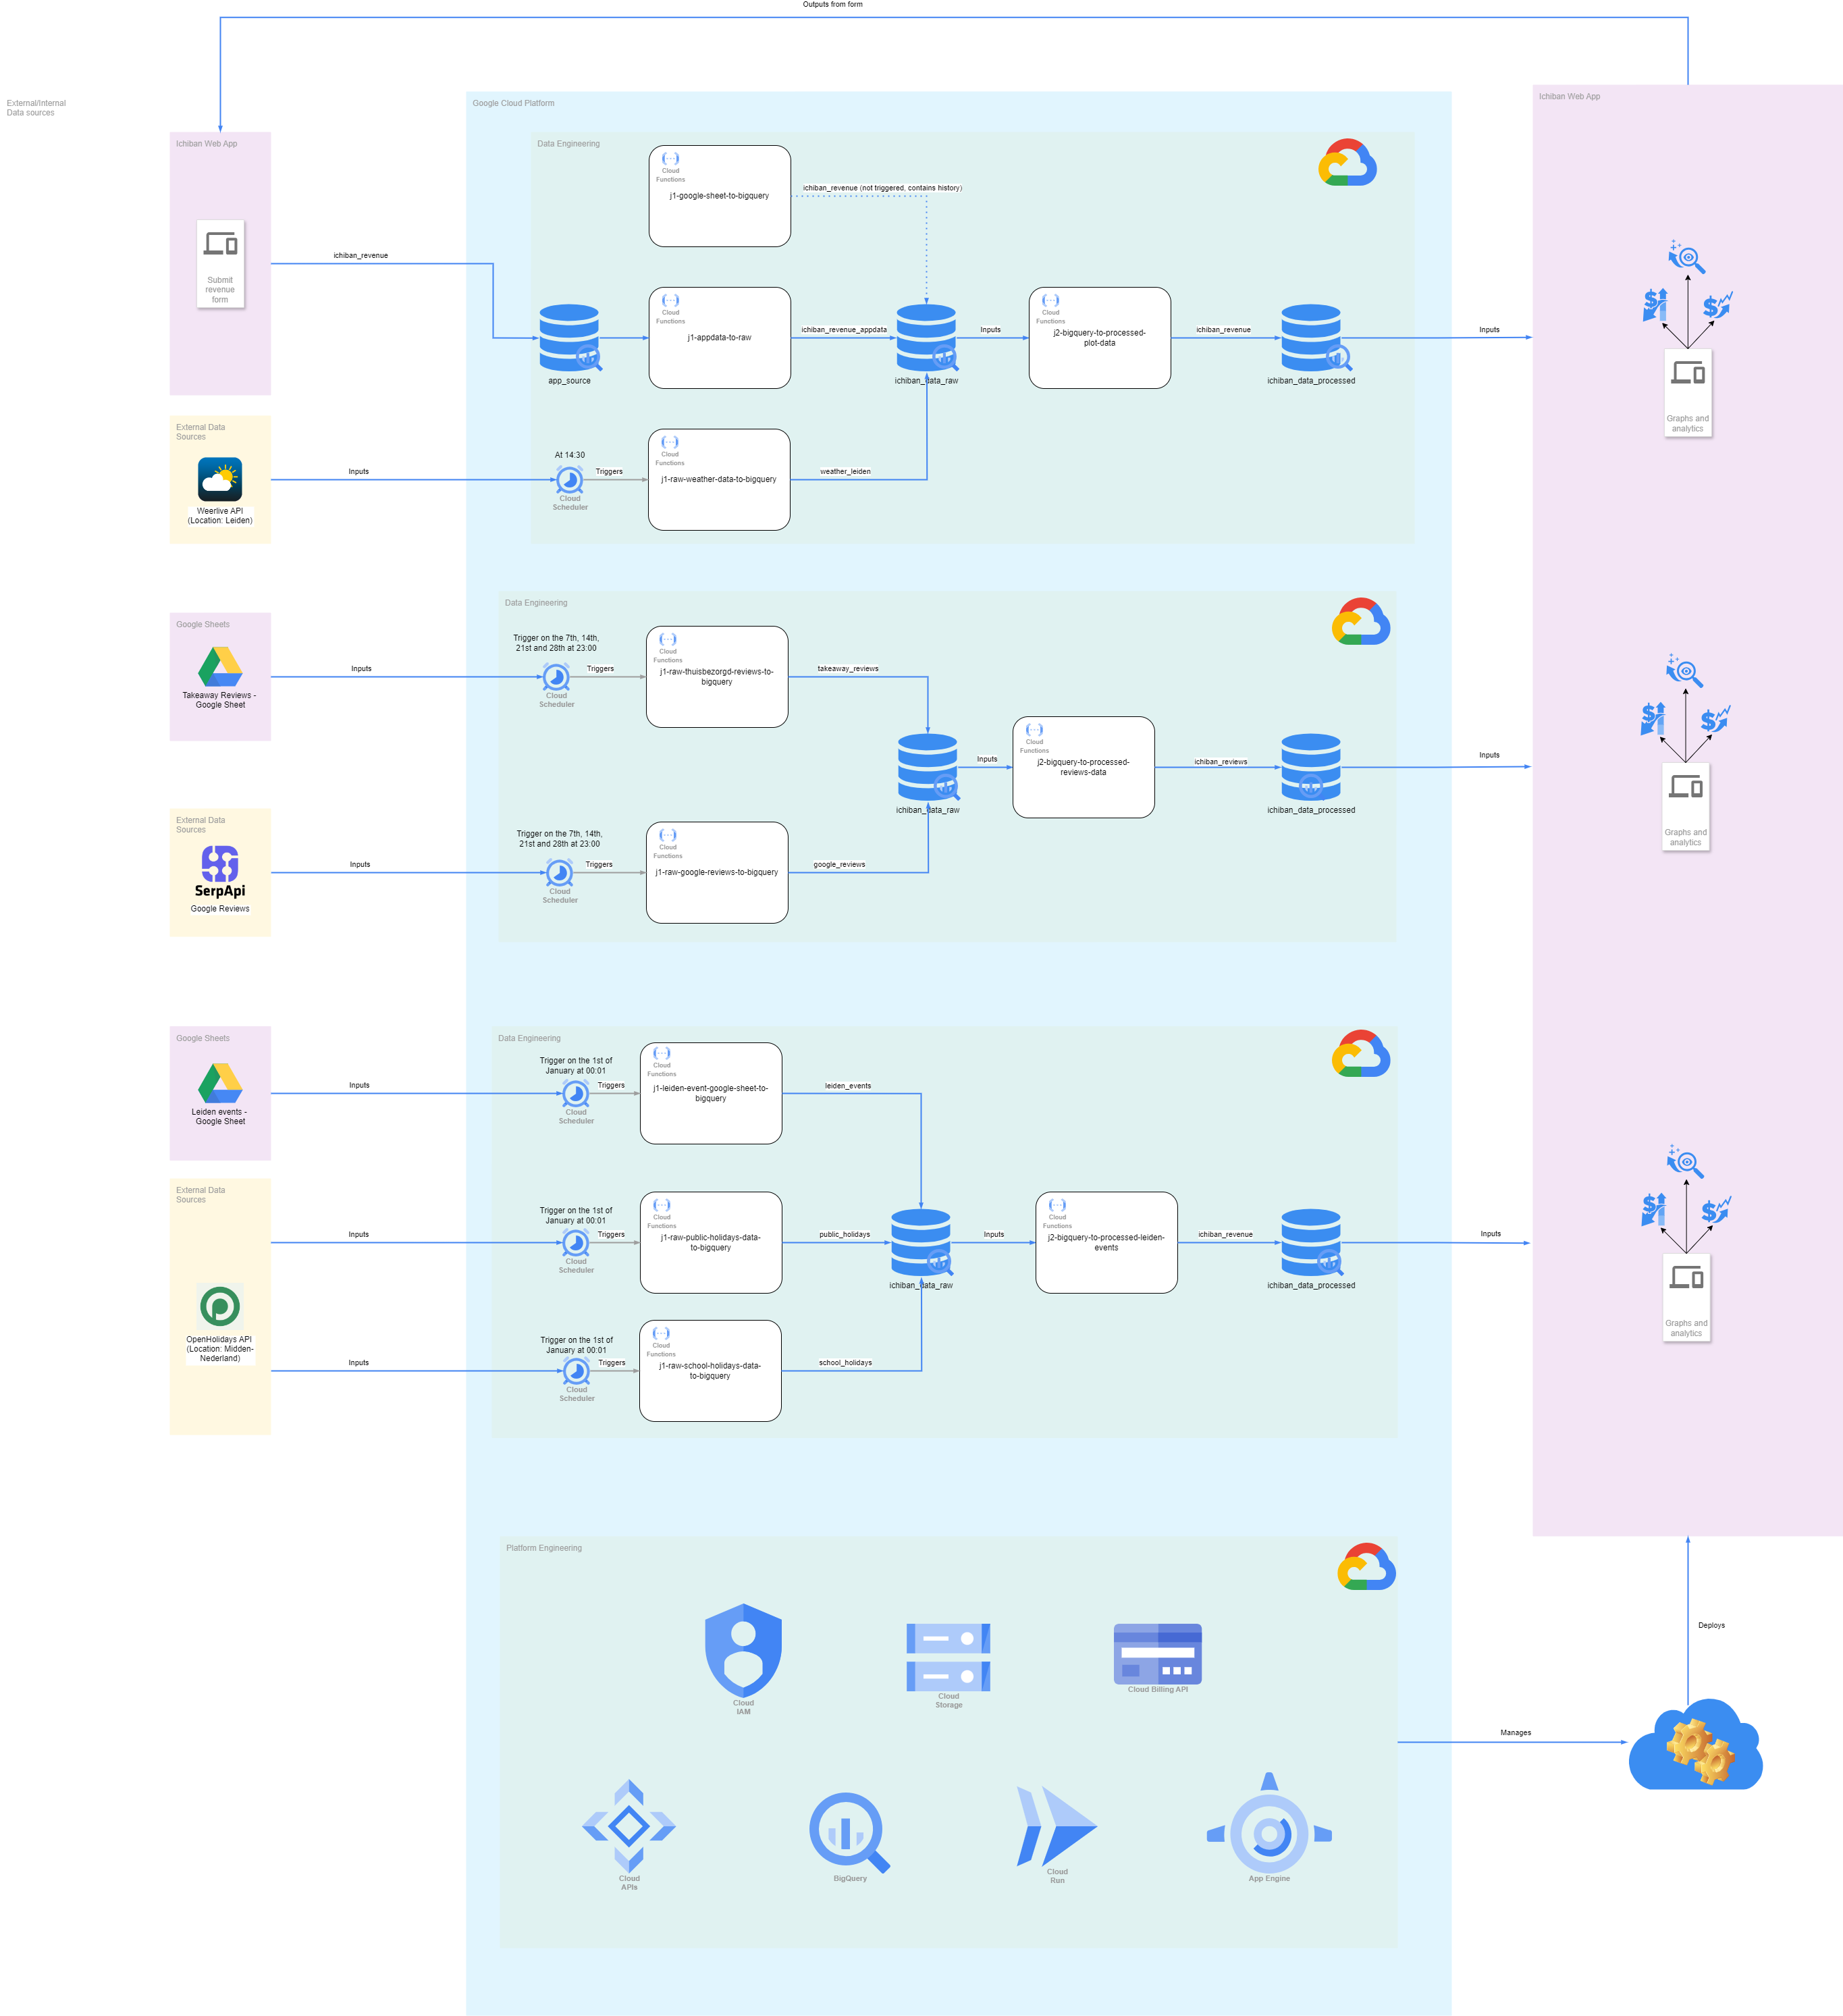 Outputs from form
External/Internal
Data sources
Google Cloud Platform
Ichiban Web App
Ichiban Web App
Submit
revenue
form
ichiban_revenue
Data Engineering
Cloud
Functions
j1-google-sheet-to-bigquery
ichiban_revenue (not triggered, contains history)
app_source
Cloud
Functions
j1-appdata-to-raw
ichiban_revenue_appdata
ichiban_data_raw
Inputs
Cloud
Functions
j2-bigquery-to-processed-
plot-data
ichiban_revenue
ichiban_data_processed
Inputs
Graphs and
analytics
External Data
Sources
Weerlive API
(Location: Leiden)
Inputs
At 14:30
Cloud
Scheduler
Triggers
Cloud
Functions
j1-raw-weather-data-to-bigquery
weather_leiden
Google Sheets
Takeaway Reviews -
Google Sheet
Inputs
Data Engineering
Trigger on the 7th, 14th,
21st and 28th at 23:00
Cloud
Scheduler
Triggers
Cloud
Functions
j1-raw-thuisbezorgd-reviews-to-
bigquery
takeaway_reviews
ichiban_data_raw
Inputs
Cloud
Functions
j2-bigquery-to-processed-
reviews-data
ichiban_reviews
ichiban_data_processed
Inputs
Graphs and
analytics
External Data
Sources
SerpApi
Google Reviews
Inputs
Trigger on the 7th, 14th,
21st and 28th at 23:00
Cloud
Scheduler
Triggers
Cloud
Functions
j1-raw-google-reviews-to-bigquery
google_reviews
Google Sheets
Leiden events -
Google Sheet
Inputs
Data Engineering
Trigger on the 1st of
January at 00:01
Cloud
Scheduler
Triggers
Cloud
Functions
j1-leiden-event-google-sheet-to-
bigquery
leiden_events
External Data
Sources
OpenHolidays API
(Location: Midden-
Nederland)
Inputs
Trigger on the 1st of
January at 00:01
Cloud
Scheduler
Triggers
Cloud
Functions
j1-raw-public-holidays-data-
to-bigquery
public_holidays
ichiban_data_raw
Inputs
Cloud
Functions
j2-bigquery-to-processed-leiden-
events
ichiban_revenue
ichiban_data_processed
Inputs
Graphs and
analytics
Inputs
Trigger on the 1st of
January at 00:01
Cloud
Scheduler
Triggers
Cloud
Functions
j1-raw-school-holidays-data-
to-bigquery
school_holidays
Platform Engineering
Cloud
IAM
Cloud
Storage
Cloud Billing API
Cloud
APIs
BigQuery
Cloud
Run
App Engine
Manages
Deploys